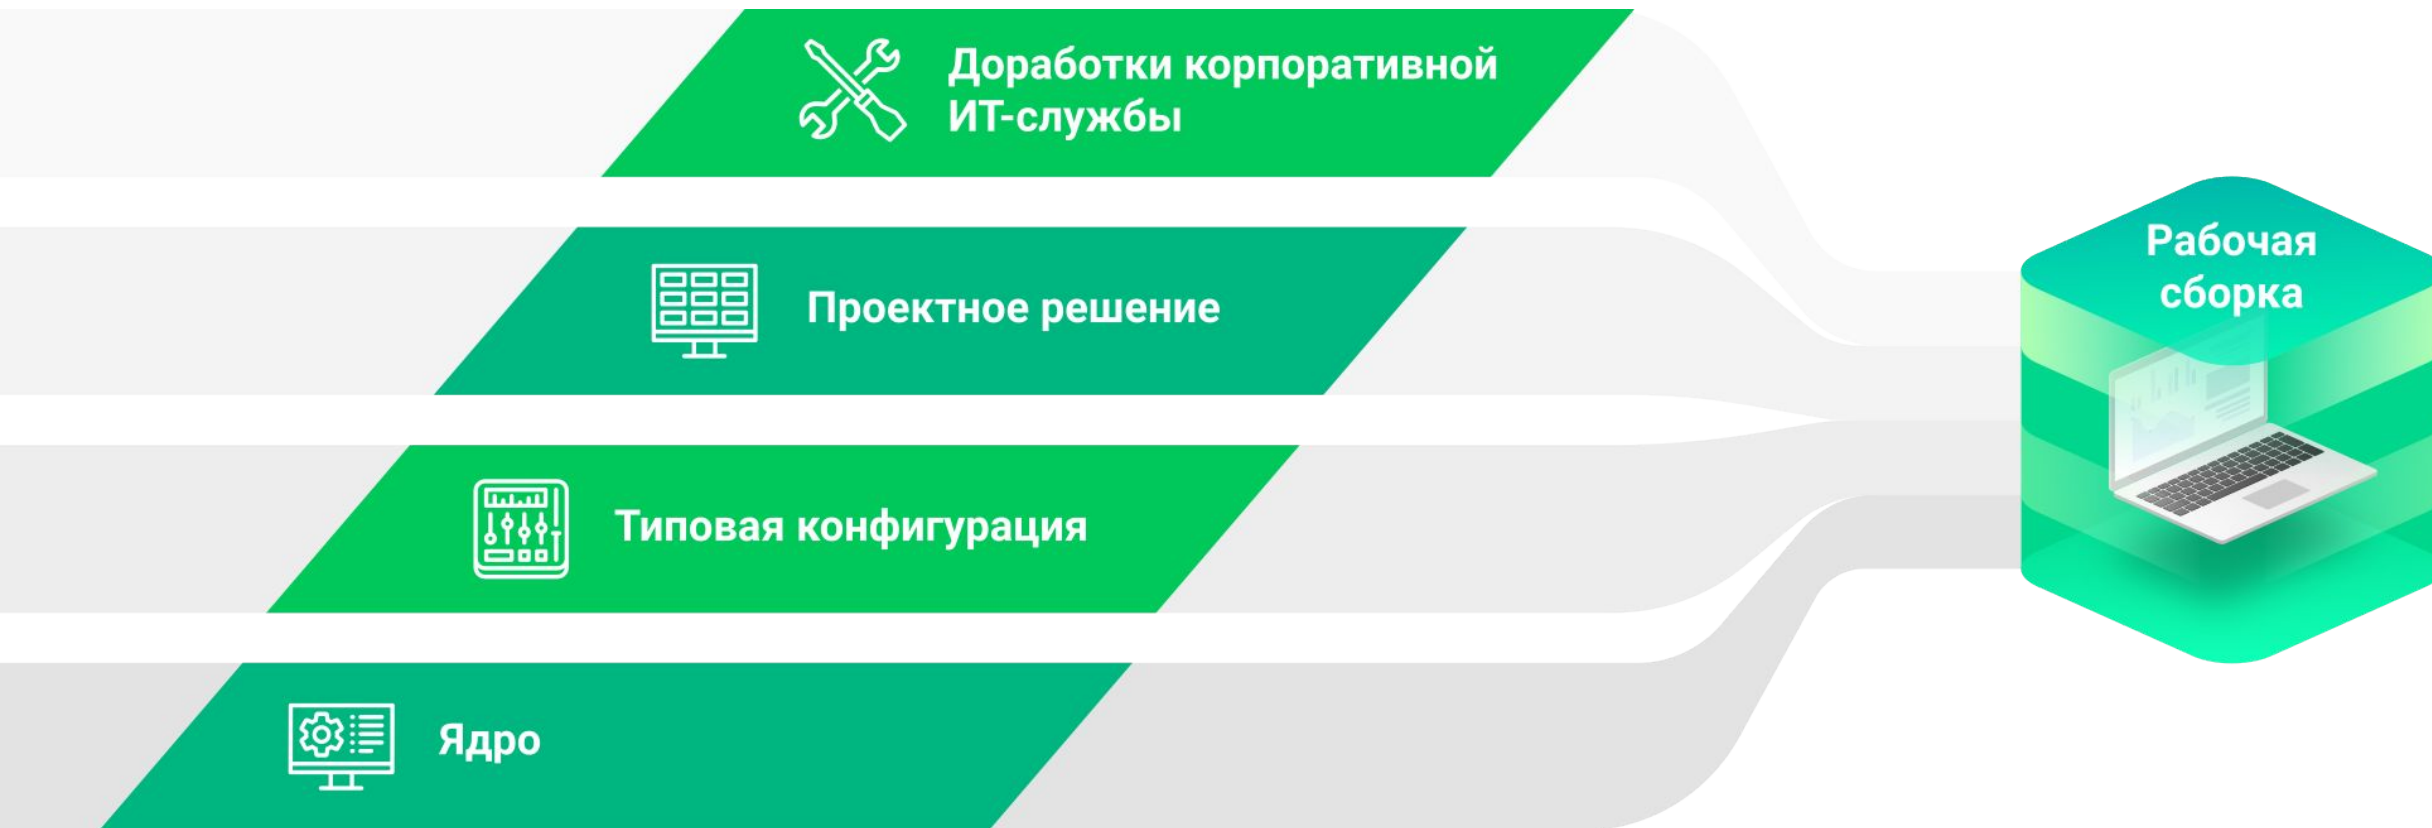 Доработки корпоративной
ИТ-службы
Проектное решение
Типовая конфигурация
Ядро
Рабочая
сборка